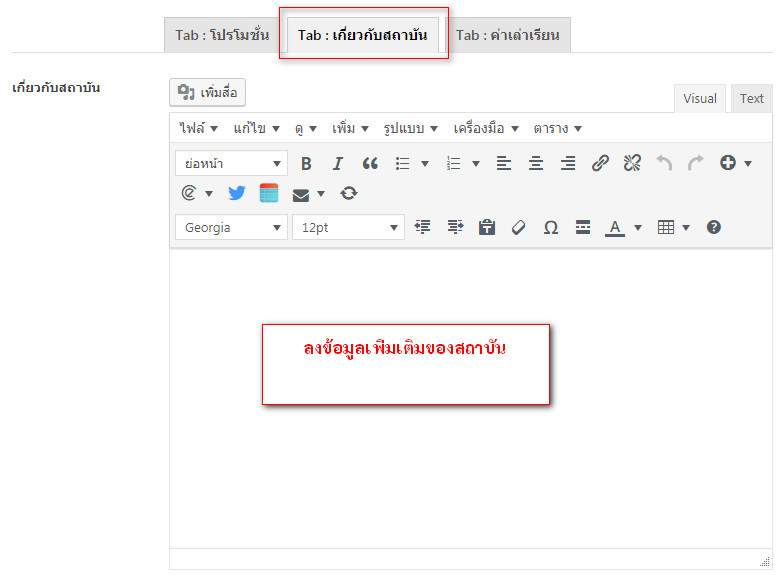 Tab : โปรโมชั่น Tab : เกี่ยวกับสถาบัน Tab : ค่าเล่าเรียน
เกี่ยวกับสถาบัน
เพิ่มสื่อ
Visual Text
ไฟล์ แก้ไข ดู เพิ่ม รูปแบบ เครื่องมือ ตาราง
ย่อหน้า
Georgia 12pt
ลงข้อมูลเพิ่มเติมของสถาบัน